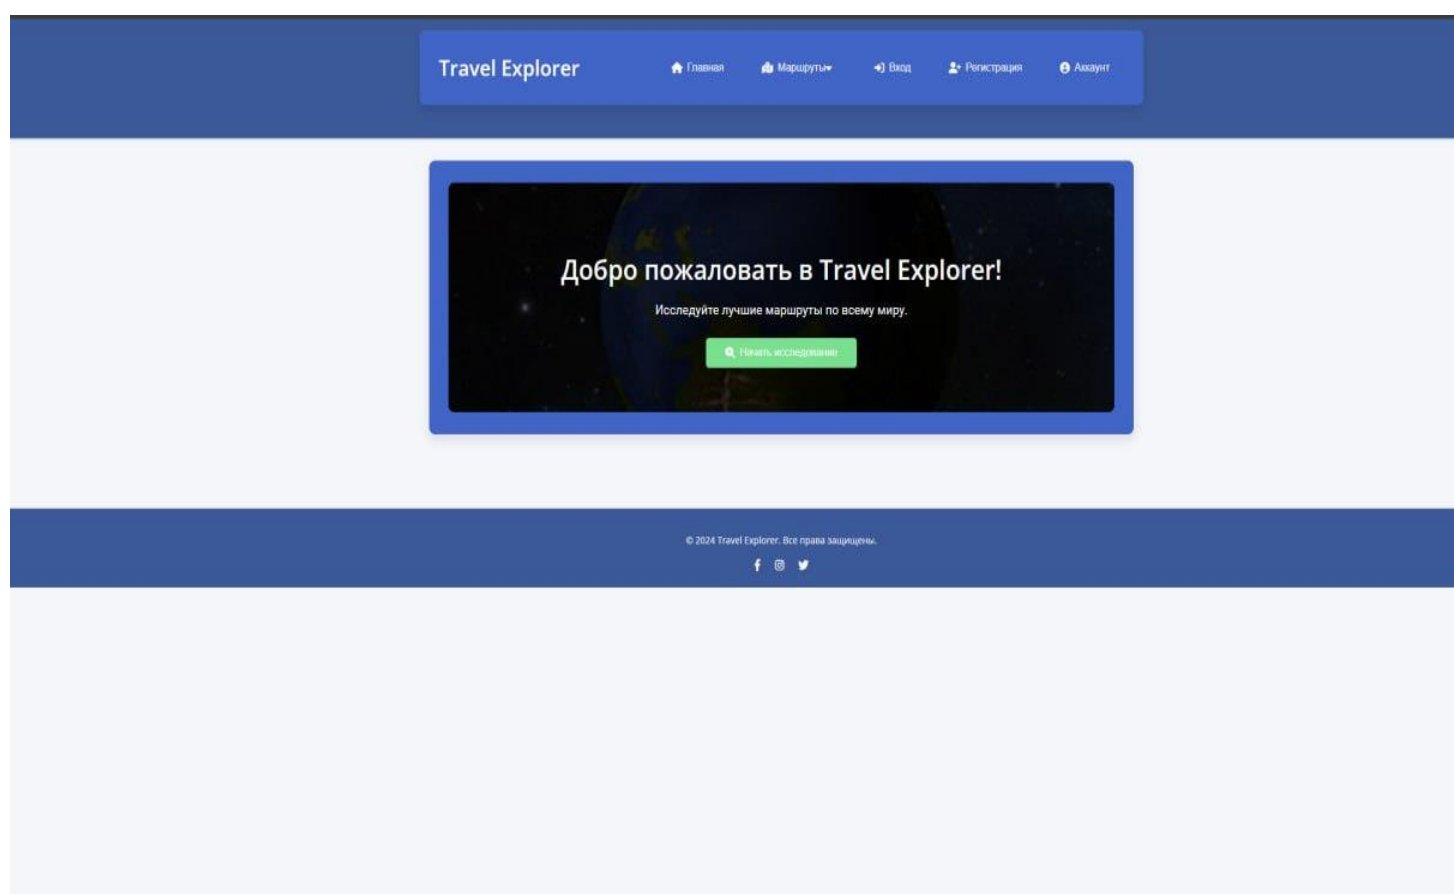 Travel Explorer
Главная
Маршруты
Вход
Регистрация
Аккаунт
Добро пожаловать в Travel Explorer!
Исследуйте лучшие маршруты по всему миру.
Начать исследование
© 2024 Travel Explorer. Все права защищены.